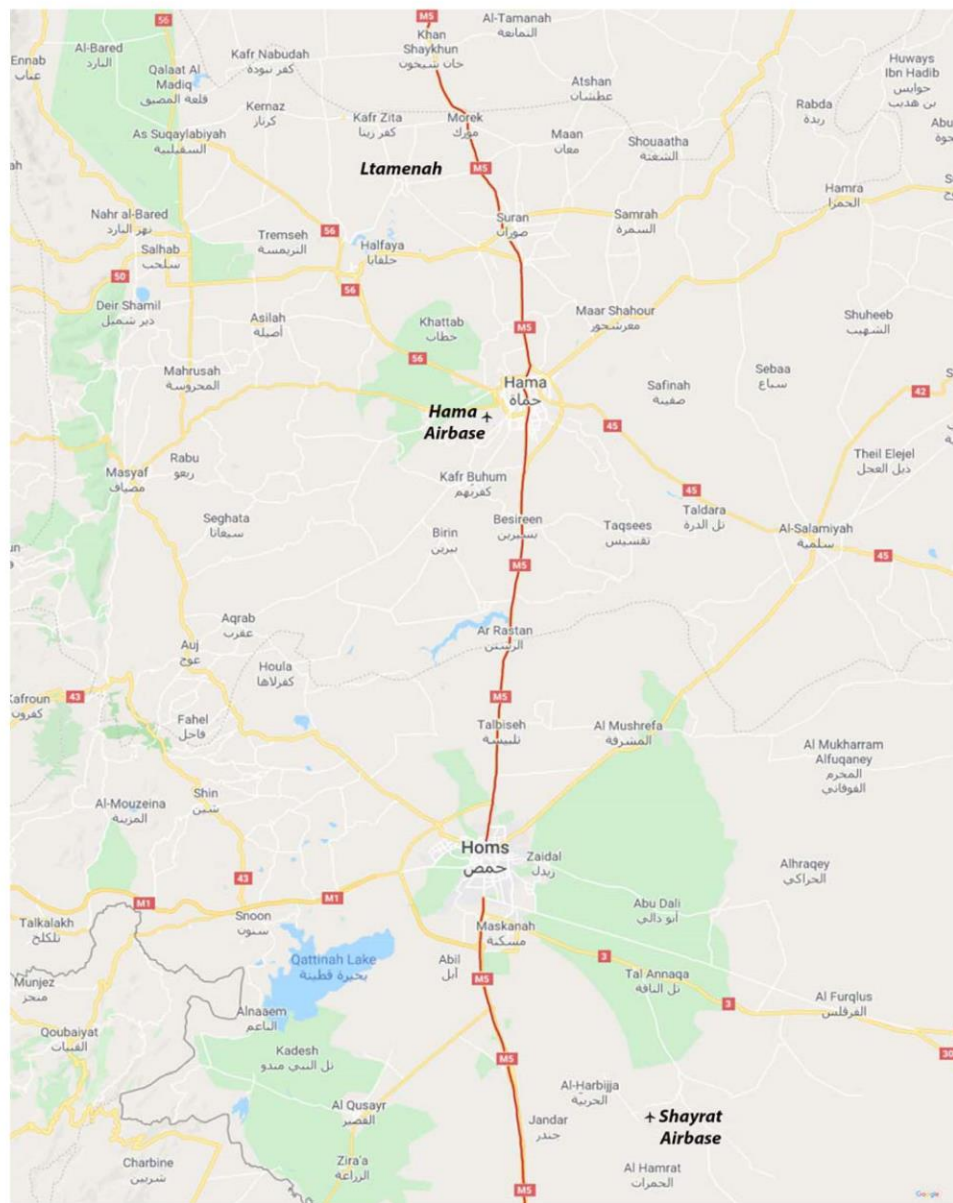 M5
56
Al-Tamanah
التمانعة
Khan
Shaykhun
خان شيخون
Al-Bared
البارد
Ennab
عناب
Kafr Nabudah
كفر نبودة
Huways
Ibn Hadib
حوايس
بن هديب
Qalaat Al
Madiq
قلعة المضيق
Atshan
عطشان
Kernaz
كرناز
Rabda
ربدة
Kafr Zita
كفر زيتا
Morek
مورك
Abu
As Suqaylabiyah
السقيلبية
Maan
معان
Shouaatha
الشعثة
Ltamenah
M5
Hamra
الحمرا
Nahr al-Bared
نهر البارد
Suran
صوران
Samrah
السمرة
56
Tremseh
التريمسة
Halfaya
حلفايا
Salhab
سلحب
50
56
Deir Shamil
دير شميل
Asilah
أصيلة
Khattab
خطاب
M5
Maar Shahour
معرشحور
Shuheeb
الشهيب
56
Mahrusah
المحروسة
Hama
حماة
Safinah
صفينة
Sebaa
سباع
42
Hama
Airbase
45
Rabu
ربعو
Masyaf
مصياف
Theil Elejel
ذيل العجل
Kafr Buhum
كفربهم
45
Taldara
تل الدرة
Seghata
سيغاتا
Birin
بيرين
Besireen
بسيرين
Taqsees
تقسيس
Al-Salamiyah
سلمية
45
M5
Aqrab
عقرب
Ar Rastan
الرستن
Auj
عوج
Houla
كفرلاها
Kafroun
كفرون
43
M5
Fahel
فاحل
Talbiseh
تلبيسة
Al Mushrefa
المشرفة
Al Mukharram
Alfuqaney
المخرم
الفوقاني
Shin
شين
Al-Mouzeina
المزينة
Homs
حمص
Zaidal
زيدل
Alhraqey
الحراكي
43
M1
M1
Abu Dali
أبو دالي
Snoon
سنون
Talkalakh
تلكلخ
Maskanah
مسكنة
Qattinah Lake
بحيرة قطينة
Abil
آبل
3
M5
Tal Annaqa
تل الناقة
Munjez
منجز
3
Al Furqlus
الفرقلس
Alnaaem
الناعم
Qoubaiyat
القبيات
30
Kadesh
تل النبي مندو
M5
Al-Harbijja
الحربية
Al Qusayr
القصير
Jandar
جندر
Shayrat
Airbase
Charbine
شربين
Zira'a
الزراعة
Al Hamrat
الحمرات
M5
Google